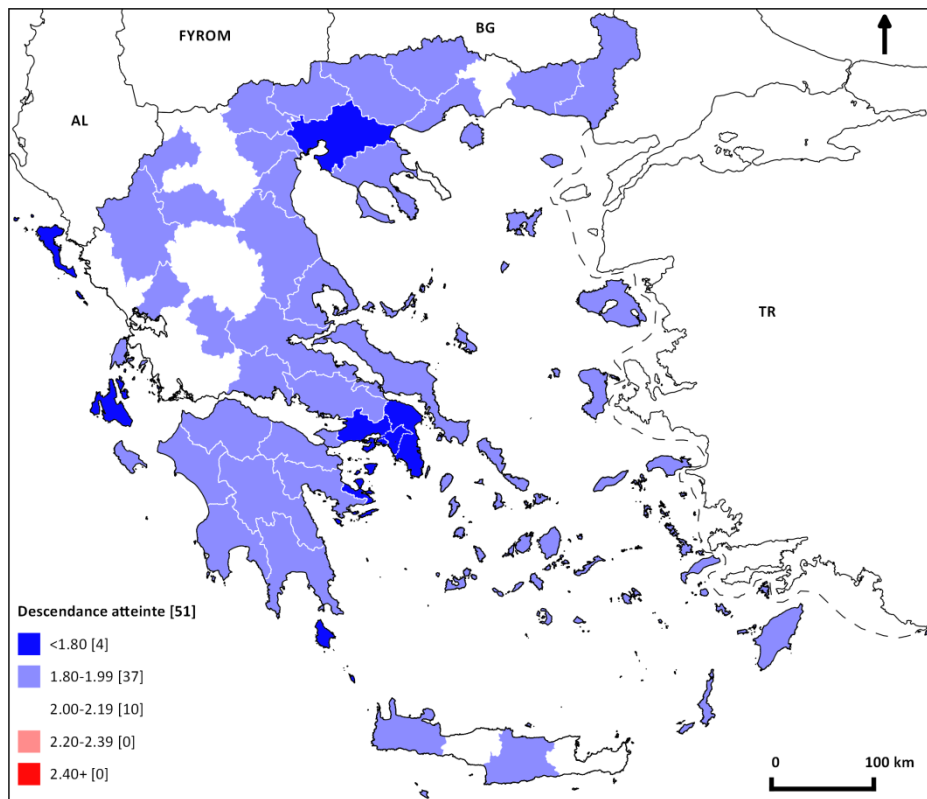 FYROM
BG
AL
TR
Descendance atteinte [51]
<1.80 [4]
1.80-1.99 [37]
2.00-2.19 [10]
2.20-2.39 [0]
2.40+ [0]
0 100 km